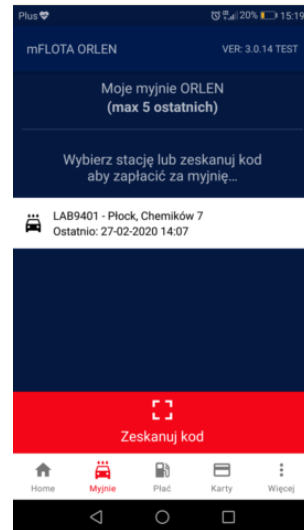 Plus 20% 15:19
mFLOTA ORLEN VER: 3.0.14 TEST
Moje myjnie ORLEN
(max 5 ostatnich)
Wybierz stację lub zeskanuj kod
aby zapłacić za myjnię...
LAB9401 - Płock, Chemików 7
Ostatnio: 27-02-2020 14:07
Zeskanuj kod
Home Myjnie Płać Karty Więcej